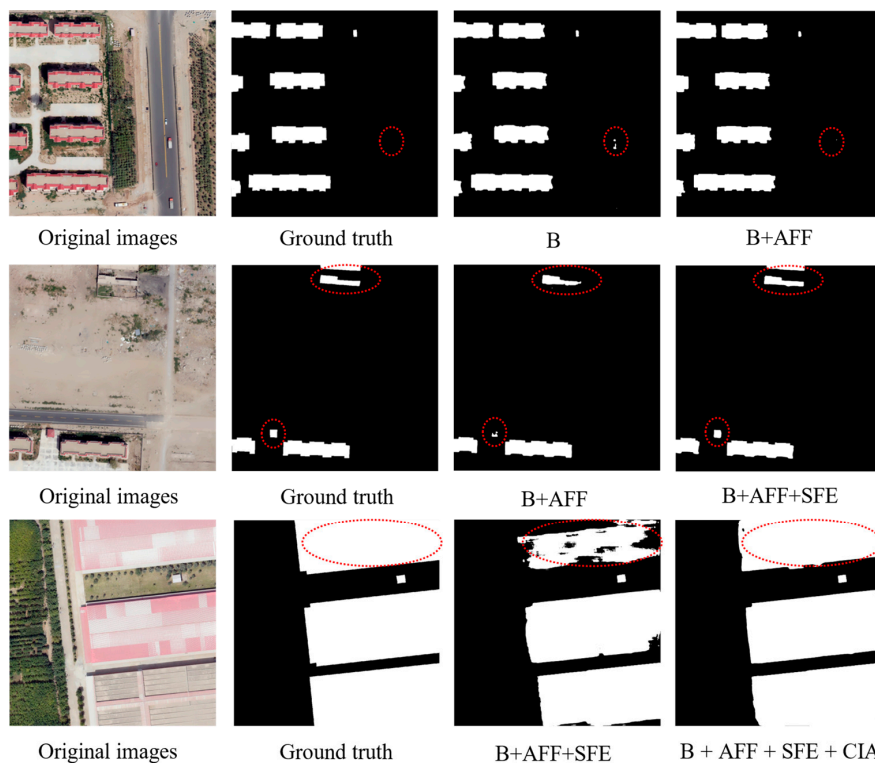 Original images
Ground truth
B
B+AFF
Original images
Ground truth
B+AFF
B+AFF+SFE
Original images
Ground truth
B+AFF+SFE
B + AFF + SFE + CIA